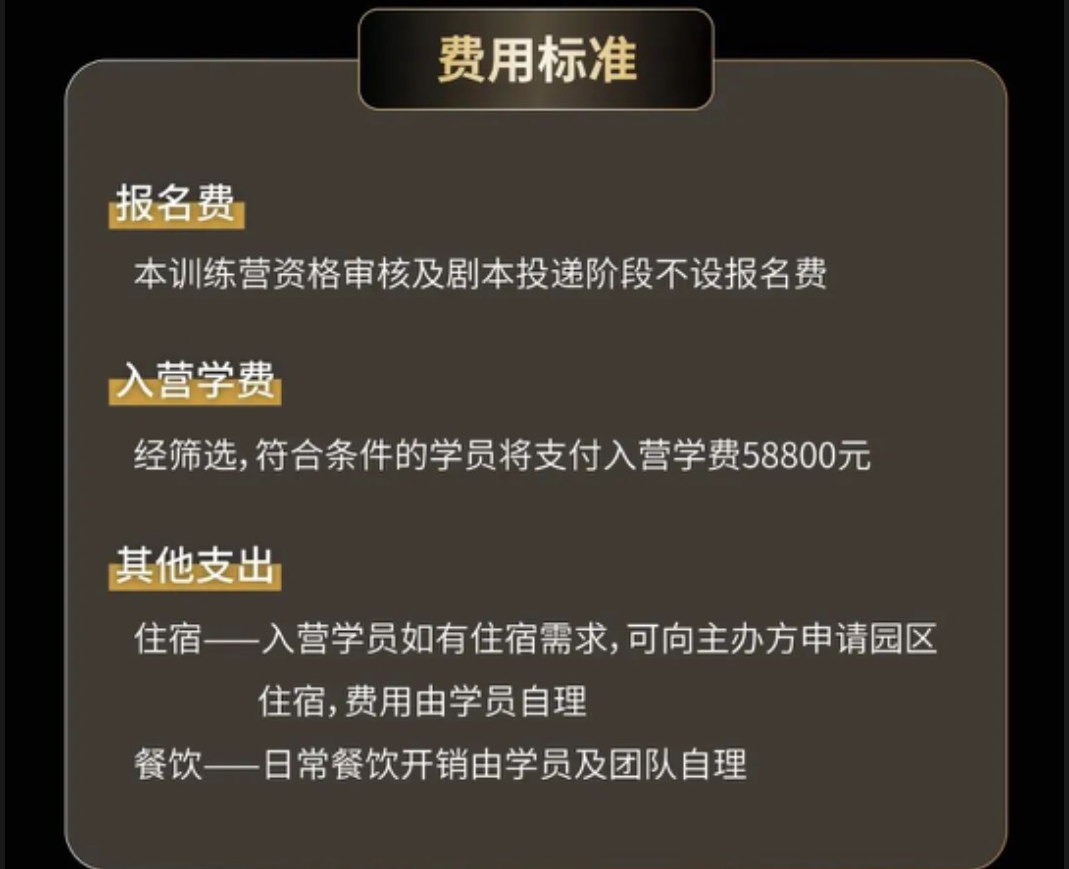 费用标准
报名费
本训练营资格审核及剧本投递阶段不设报名费
入营学费
经筛选，符合条件的学员将支付入营学费58800元
其他支出
住宿——入营学员如有住宿需求，可向主办方申请园区
住宿，费用由学员自理
餐饮——日常餐饮开销由学员及团队自理